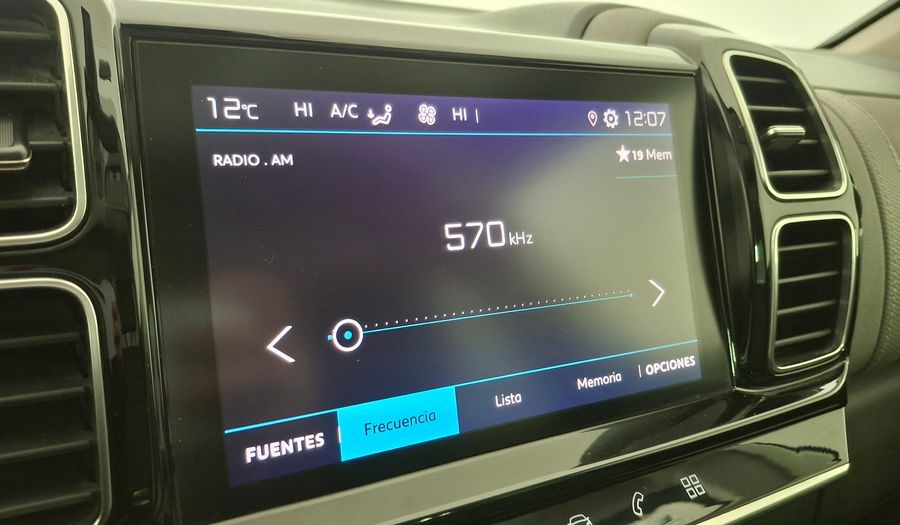 12°C HI A/C HI 12:07
RADIO . AM 19 Mem
570 kHz
FUENTES Frecuencia Lista Memoria OPCIONES